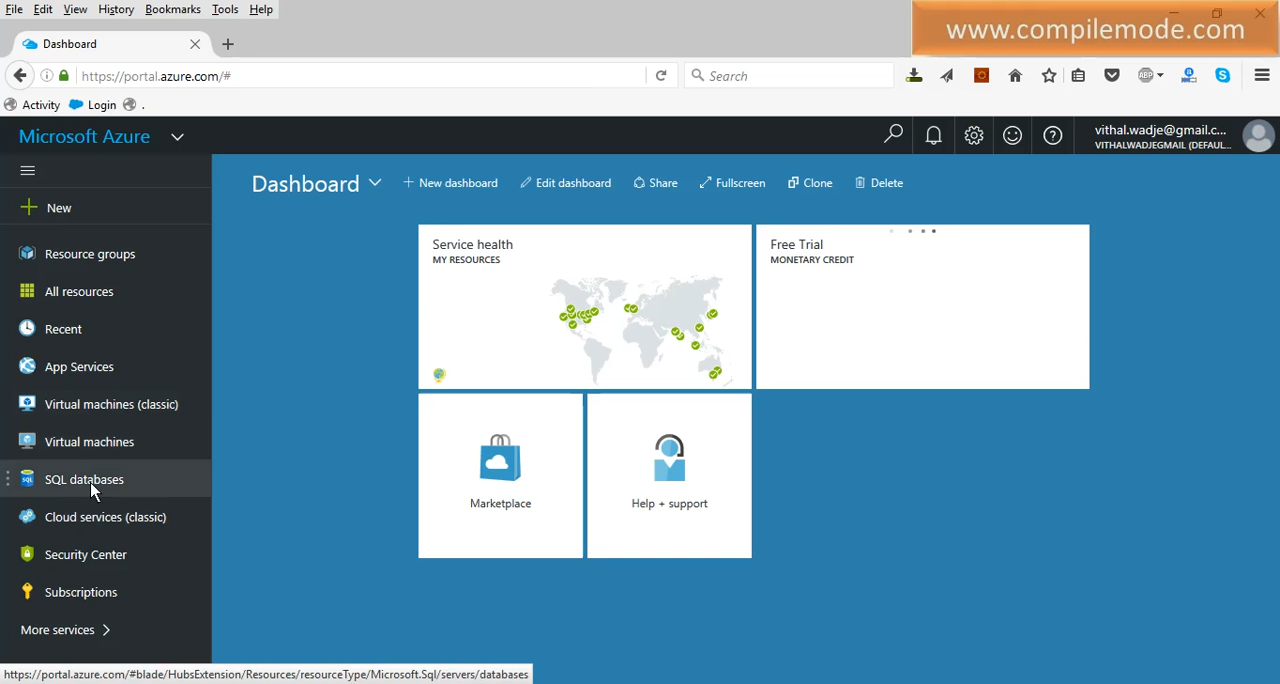 File Edit View History Bookmarks Tools Help
www.compilemode.com
Dashboard
https://portal.azure.com/#
Search
ABP
Activity Login .
Microsoft Azure
vithal.wadje@gmail.c...
VITHALWADJEGMAIL (DEFAUL...
Dashboard
New dashboard Edit dashboard Share Fullscreen Clone Delete
New
Resource groups
All resources
Recent
App Services
Virtual machines (classic)
Virtual machines
SQL databases
Cloud services (classic)
Security Center
Subscriptions
More services
Service health
MY RESOURCES
Free Trial
MONETARY CREDIT
Marketplace
Help + support
https://portal.azure.com/#blade/HubsExtension/Resources/resourceType/Microsoft.Sql/servers/databases